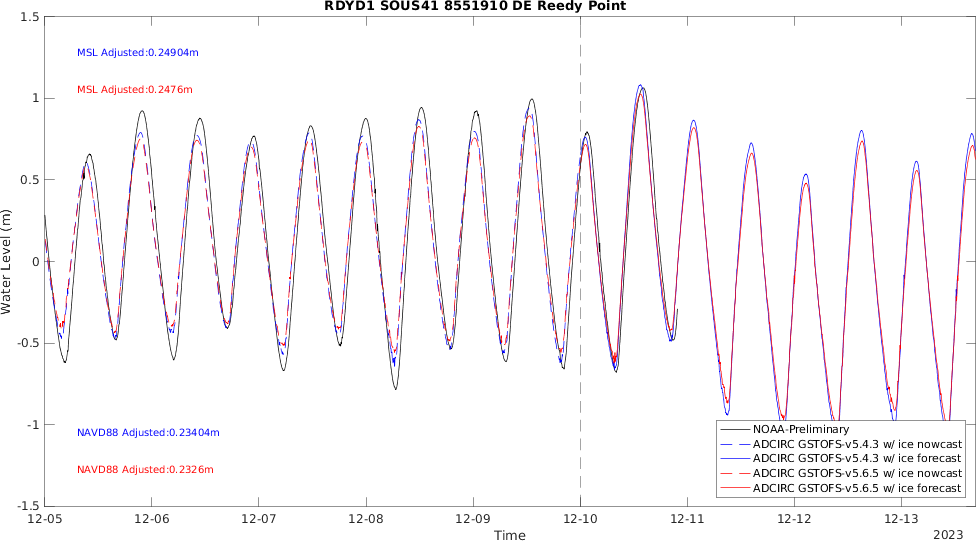 RDYD1 SOUS41 8551910 DE Reedy Point
1.5
MSL Adjusted:0.24904m
MSL Adjusted:0.2476m
1
0.5
0
-0.5
-1
-1.5
Water Level (m)
NAVD88 Adjusted:0.23404m
NAVD88 Adjusted:0.2326m
NOAA-Preliminary
ADCIRC GSTOFS-v5.4.3 w/ ice nowcast
ADCIRC GSTOFS-v5.4.3 w/ ice forecast
ADCIRC GSTOFS-v5.6.5 w/ ice nowcast
ADCIRC GSTOFS-v5.6.5 w/ ice forecast
12-05 12-06 12-07 12-08 12-09 12-10 12-11 12-12 12-13
Time
2023